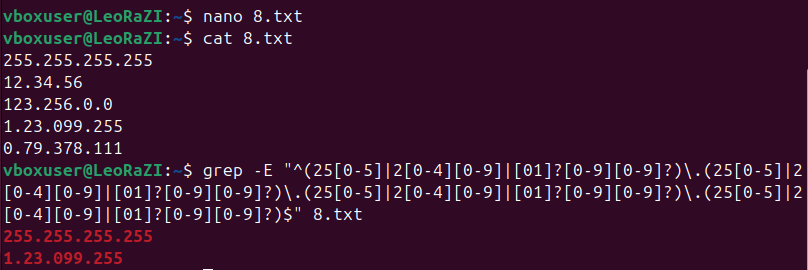 vboxuser@LeoRaZI:~$ nano 8.txt
vboxuser@LeoRaZI:~$ cat 8.txt
255.255.255.255
12.34.56
123.256.0.0
1.23.099.255
0.79.378.111
vboxuser@LeoRaZI:~$ grep -E "^(25[0-5]|2[0-4][0-9]|[01]?[0-9][0-9]?)\.(25[0-5]|2
[0-4][0-9]|[01]?[0-9][0-9]?)\.(25[0-5]|2[0-4][0-9]|[01]?[0-9][0-9]?)\.(25[0-5]|2
[0-4][0-9]|[01]?[0-9][0-9]?)$" 8.txt
255.255.255.255
1.23.099.255